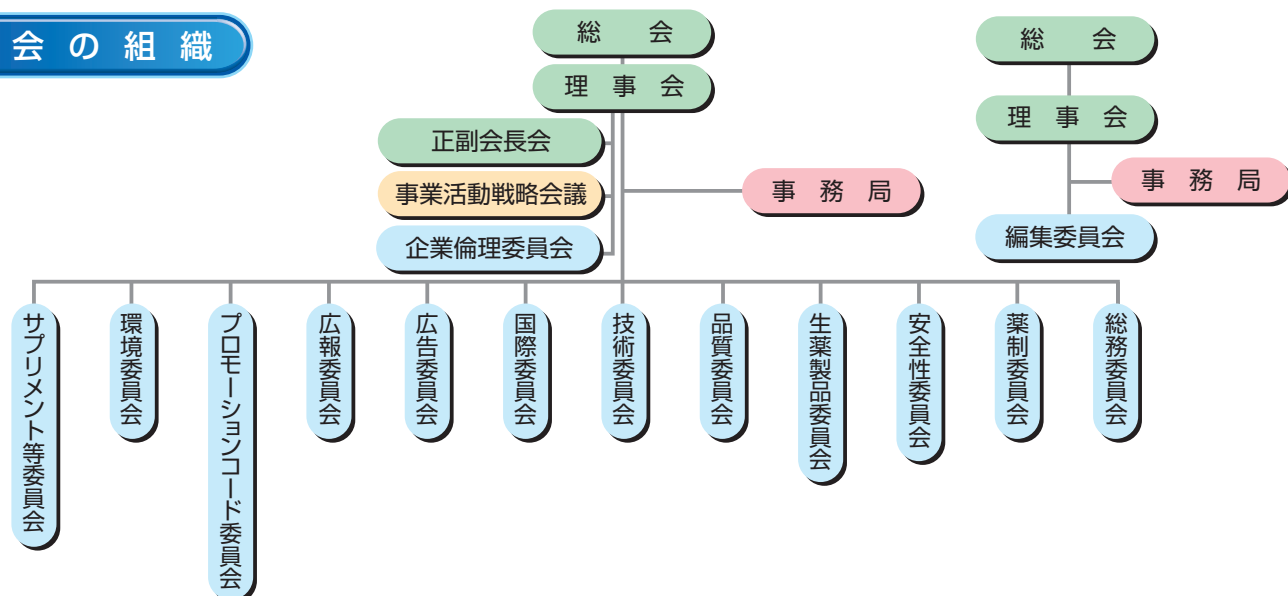 会の組織
総会
理事会
正副会長会
事業活動戦略会議
企業倫理委員会
事務局
サプリメント等委員会
環境委員会
プロモーションコード委員会
広報委員会
広告委員会
国際委員会
技術委員会
品質委員会
生薬製品委員会
安全性委員会
薬制委員会
総務委員会
総会
理事会
事務局
編集委員会